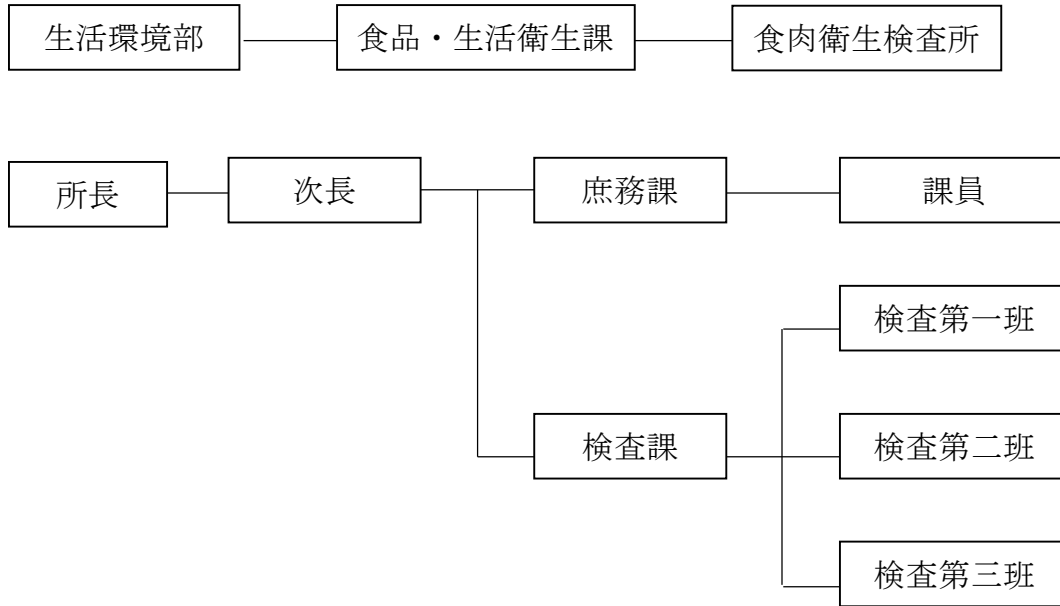 生活環境部 食品・生活衛生課 食肉衛生検査所
所長 次長 庶務課 課員
検査第一班
検査課 検査第二班
検査第三班